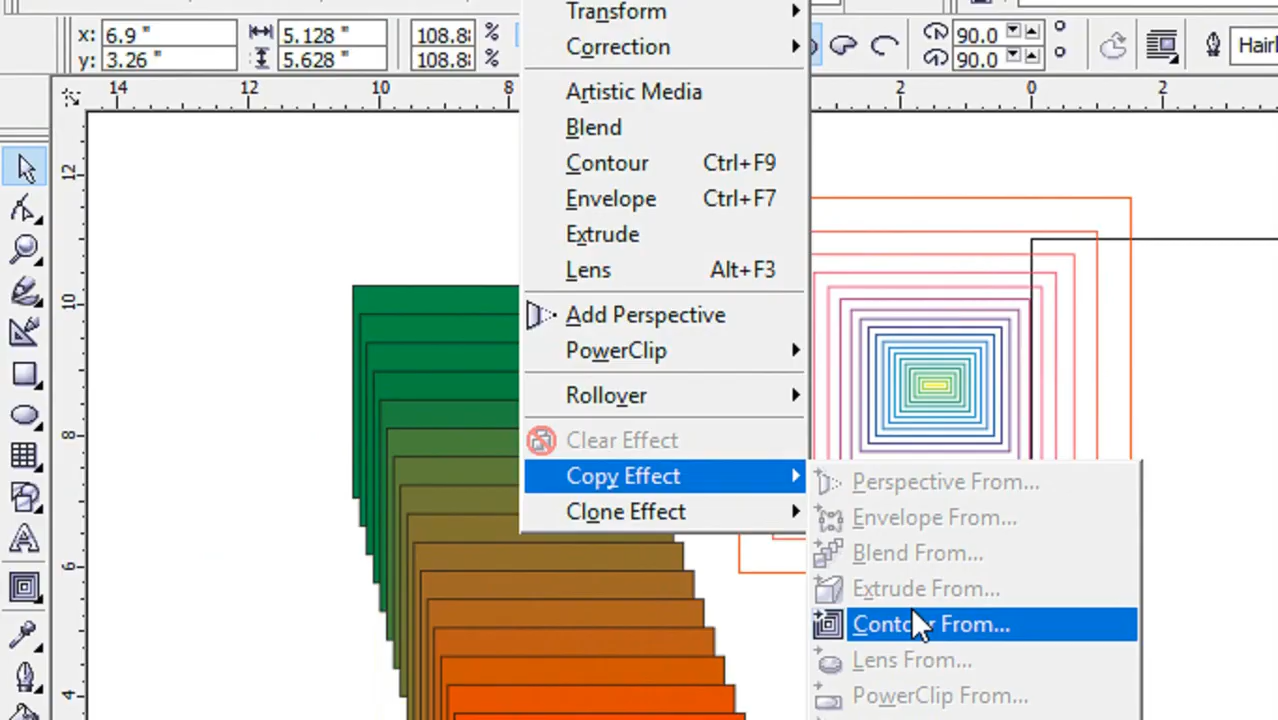 Transform
x: 6.9 "
5.128 "
108.8
%
90.0
°
Hairl
y: 3.26 "
5.628 "
108.8
%
90.0
°
Correction
14
12
10
8
2
0
2
Artistic Media
Blend
12
Contour Ctrl+F9
Envelope Ctrl+F7
Extrude
Lens Alt+F3
10
Add Perspective
PowerClip
Rollover
8
Clear Effect
Copy Effect
Perspective From...
Clone Effect
Envelope From...
6
Blend From...
Extrude From...
Contour From...
Lens From...
4
PowerClip From...